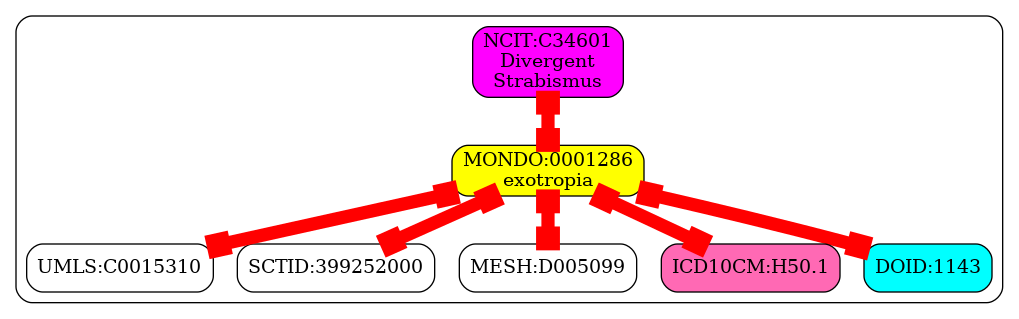 NCIT:C34601
Divergent
Strabismus
MONDO:0001286
exotropia
UMLS:C0015310
SCTID:399252000
MESH:D005099
ICD10CM:H50.1
DOID:1143